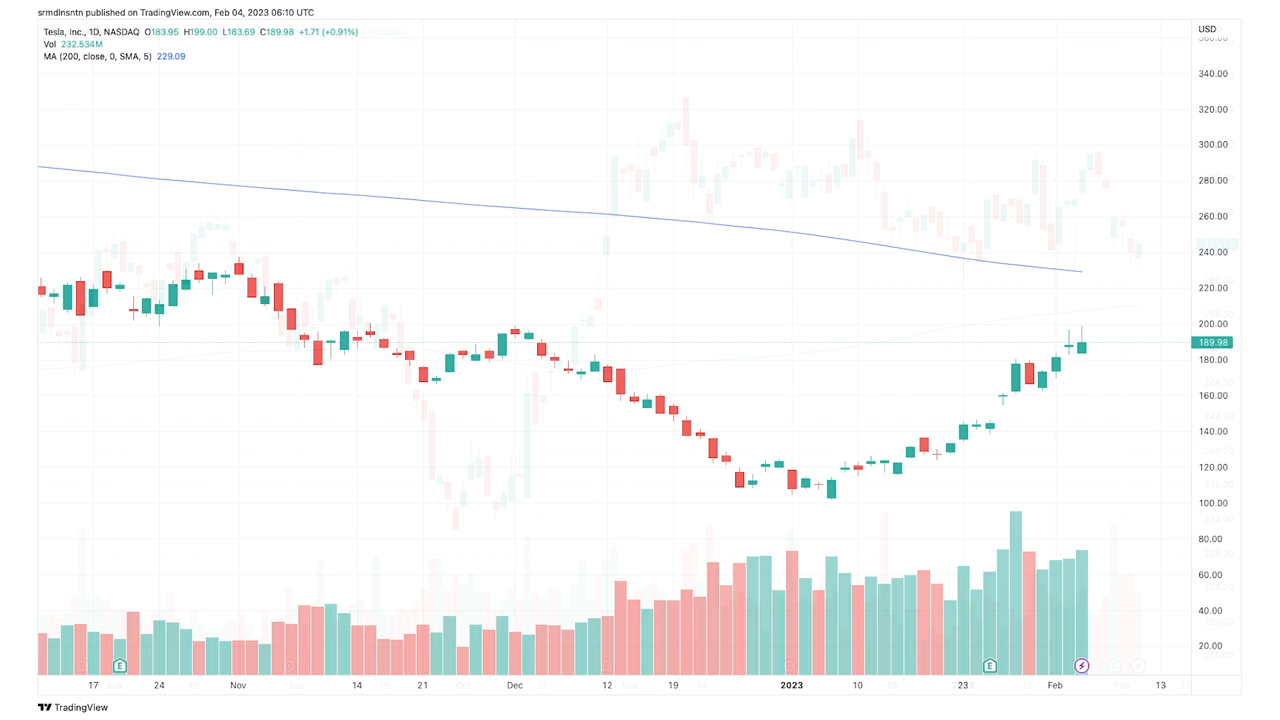 srmdlnsntn published on TradingView.com, Feb 04, 2023 06:10 UTC
Tesla, Inc., 1D, NASDAQ O183.95 H199.00 L183.69 C189.98 +1.71 (+0.91%)
Vol 232.534M
MA (200, close, 0, SMA, 5) 229.09
USD
360.00
340.00
320.00
300.00
280.00
260.00
240.00
220.00
200.00
189.98
180.00
160.00
140.00
120.00
100.00
80.00
60.00
40.00
20.00
E E
17 24 Nov 14 21 Dec 12 19 2023 10 23 Feb 13
TradingView